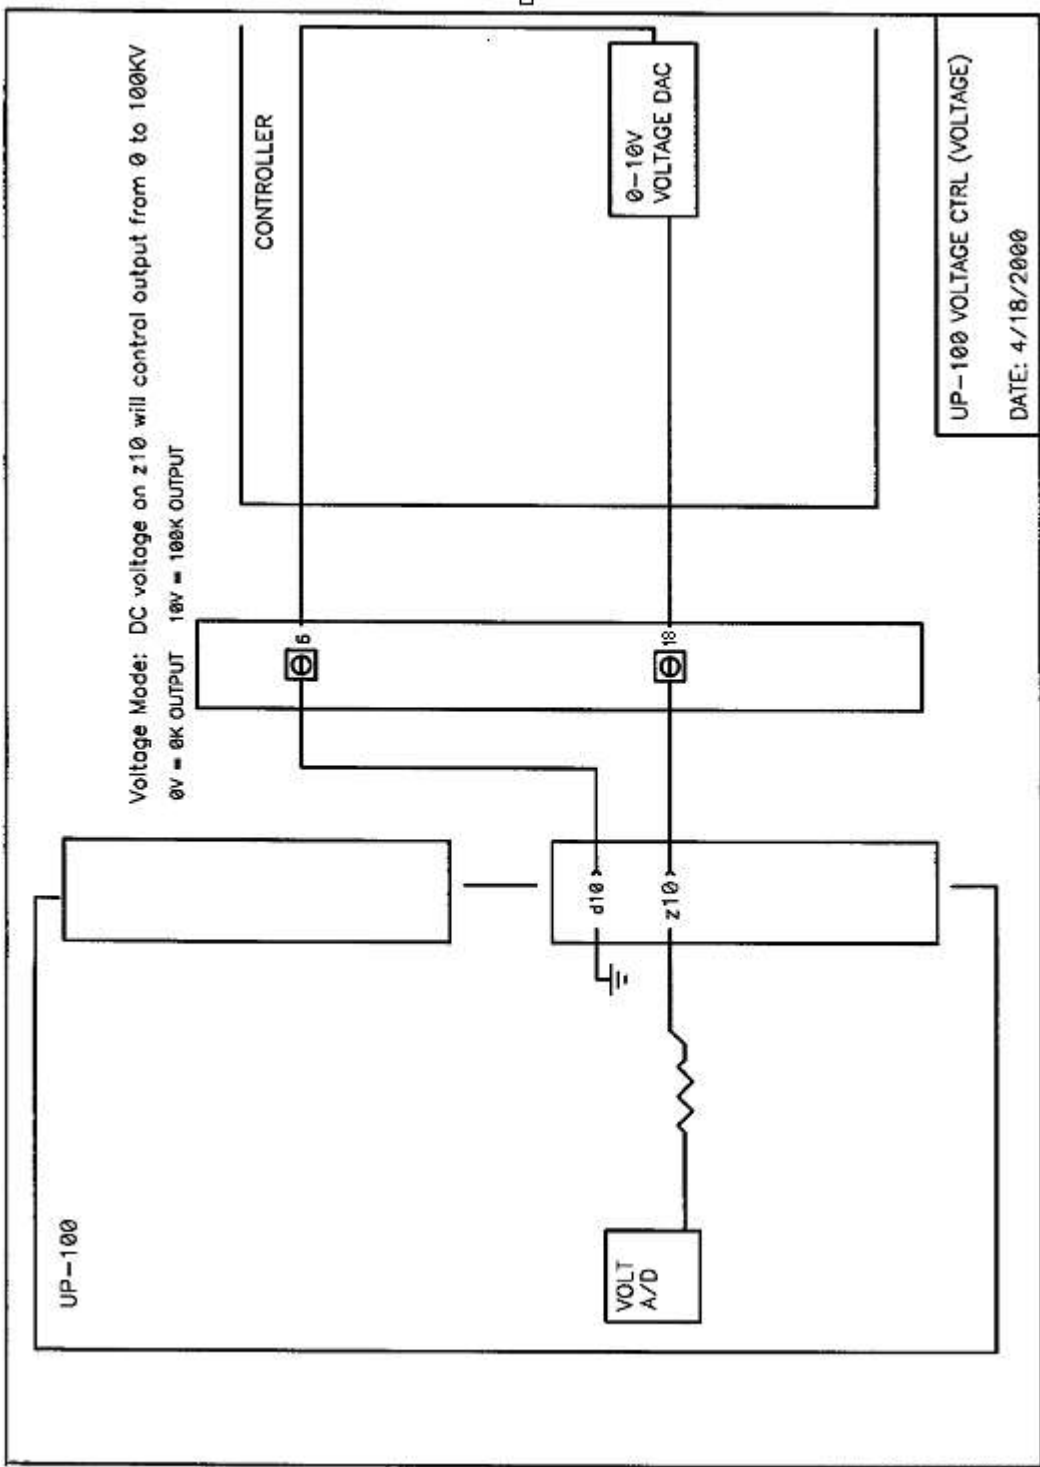 Voltage Mode: DC voltage on z10 will control output from 0 to 100KV
0V = 0K OUTPUT 10V = 100K OUTPUT
UP-100
CONTROLLER
6
d10
0-10V
VOLTAGE DAC
VOLT
A/D
z10
18
UP-100 VOLTAGE CTRL (VOLTAGE)
DATE: 4/18/2000